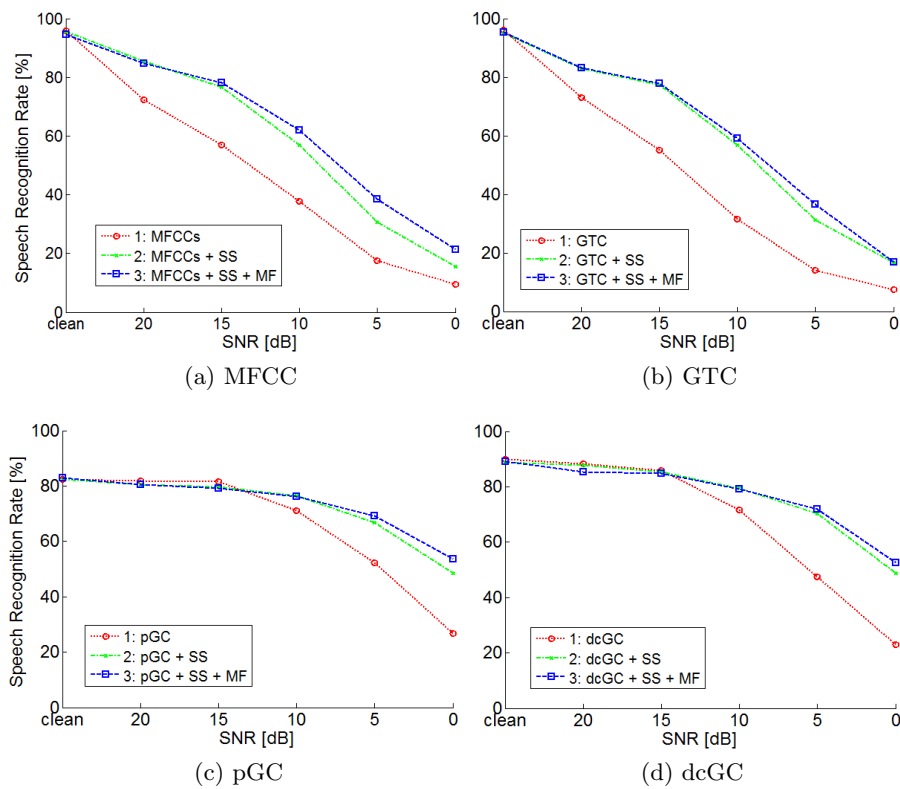 100
80
60
40
20
0
Speech Recognition Rate [%]
1: MFCCs
2: MFCCs + SS
3: MFCCs + SS + MF
clean 20 15 10 5 0
SNR [dB]
(a) MFCC
100
80
60
40
20
0
1: GTC
2: GTC + SS
3: GTC + SS + MF
clean 20 15 10 5 0
SNR [dB]
(b) GTC
100
80
60
40
20
0
Speech Recognition Rate [%]
1: pGC
2: pGC + SS
3: pGC + SS + MF
clean 20 15 10 5 0
SNR [dB]
(c) pGC
100
80
60
40
20
0
1: dcGC
2: dcGC + SS
3: dcGC + SS + MF
clean 20 15 10 5 0
SNR [dB]
(d) dcGC